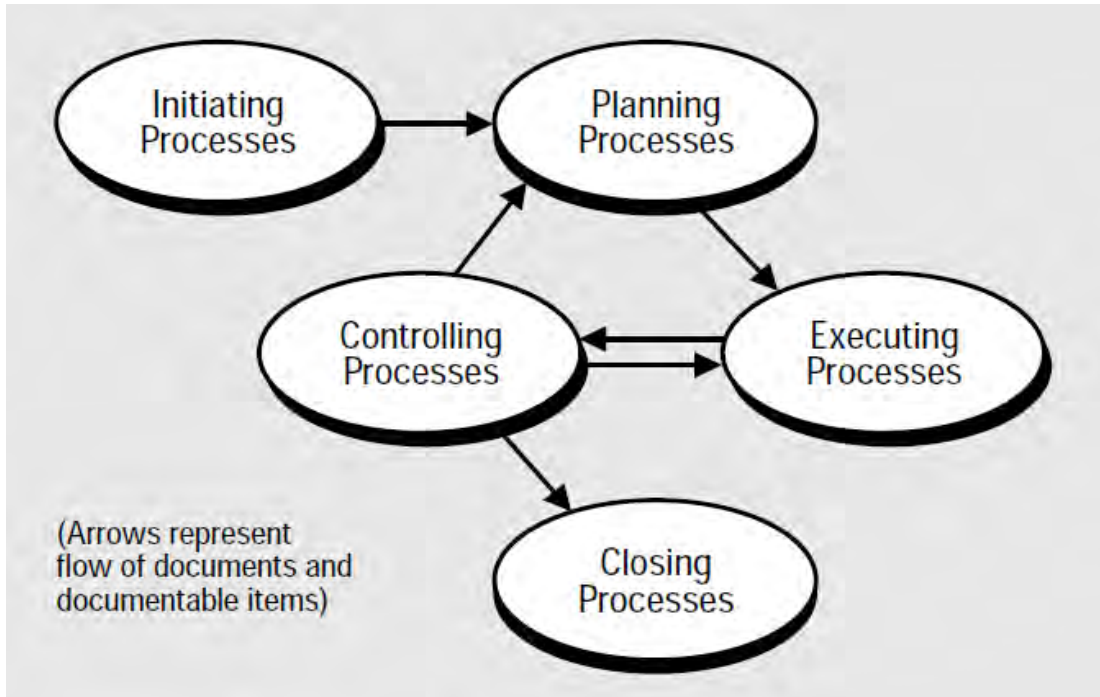 Initiating
Processes
Planning
Processes
Controlling
Processes
Executing
Processes
(Arrows represent
flow of documents and
documentable items)
Closing
Processes